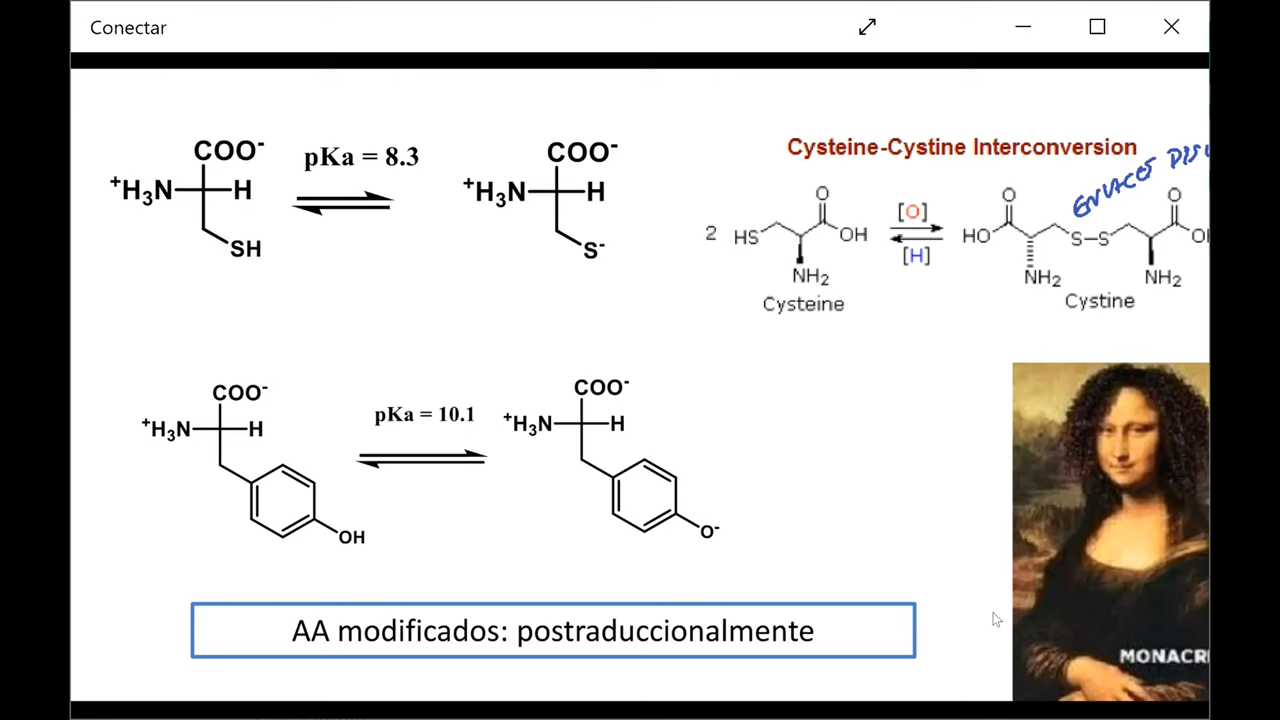 Conectar
COO-
+H3N
H
SH
pKa = 8.3
COO-
+H3N
H
S-
Cysteine-Cystine Interconversion
ENLACES
2
HS
O
OH
NH2
Cysteine
[O]
[H]
O
HO
NH2
S-S
O
NH2
Cystine
COO-
+H3N
H
OH
pKa = 10.1
COO-
+H3N
H
O-
AA modificados: postraduccionalmente